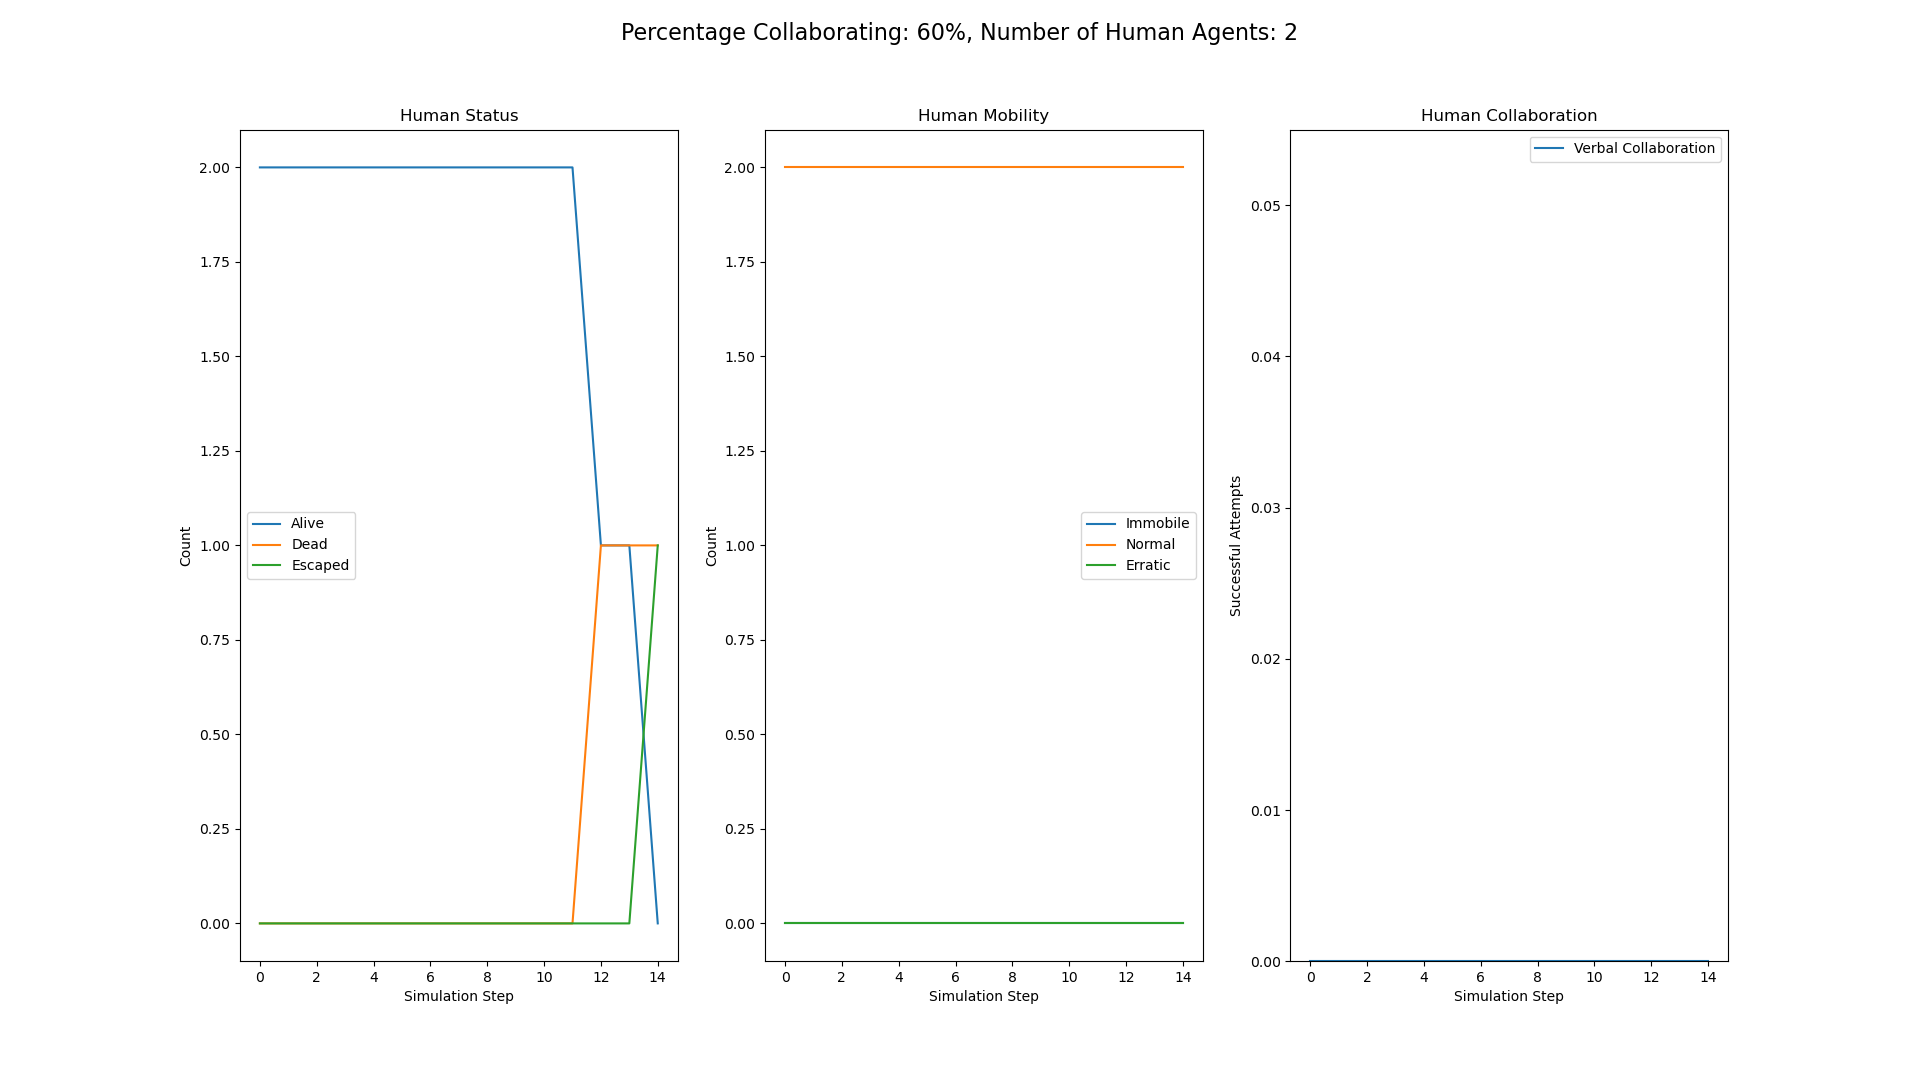 Percentage Collaborating: 60%, Number of Human Agents: 2
Human Status
2.00
1.75
1.50
1.25
1.00
0.75
0.50
0.25
0.00
Count
Alive
Dead
Escaped
0 2 4 6 8 10 12 14
Simulation Step
Human Mobility
2.00
1.75
1.50
1.25
1.00
0.75
0.50
0.25
0.00
Count
Immobile
Normal
Erratic
0 2 4 6 8 10 12 14
Simulation Step
Human Collaboration
Verbal Collaboration
0.05
0.04
0.03
0.02
0.01
0.00
Successful Attempts
0 2 4 6 8 10 12 14
Simulation Step